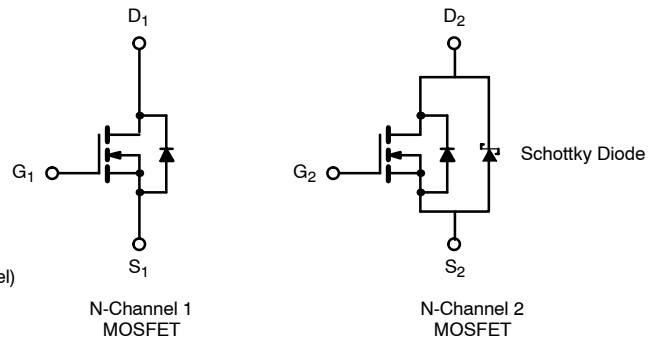 D1
D2
G1
G2
Schottky Diode
S1
S2
el)
N-Channel 1
MOSFET
N-Channel 2
MOSFET